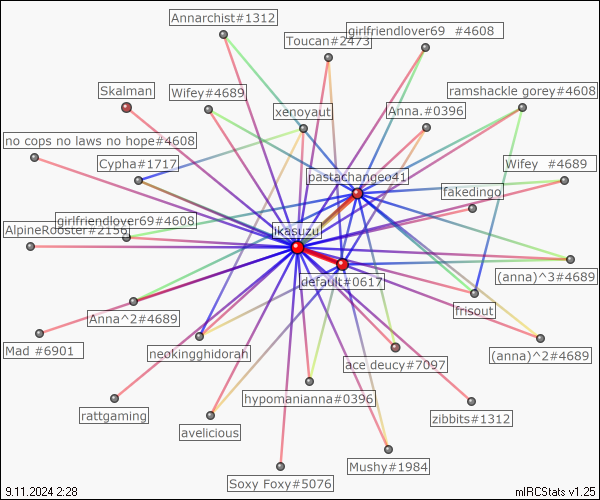 Annarchist#1312
girlfriendlover69 #4608
Toucan#2473
Skalman
Wifey#4689
ramshackle gorey#4608
xenoyaut
Anna.#0396
no cops no laws no hope#4608
Cypha#1717
Wifey #4689
pastachangeo41
fakedingo
girlfriendlover69#4608
AlpineRooster#2156
ikasuzu
(anna)^3#4689
default#0617
frisout
Anna^2#4689
Mad #6901
neokingghidorah
(anna)^2#4689
ace deucy#7097
hypomanianna#0396
rattgaming
zibbits#1312
avelicious
Mushy#1984
Soxy Foxy#5076
9.11.2024 2:28
mIRCStats v1.25